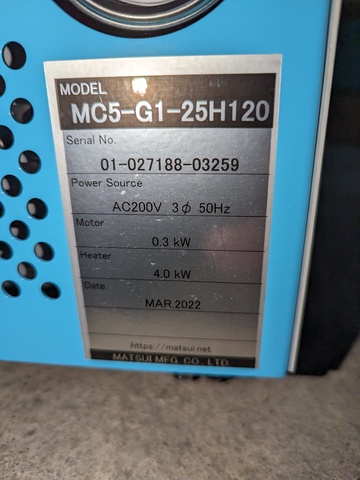 MODEL
MC5-G1-25H120
Serial No.
01-027188-03259
Power Source
AC200V 3φ 50Hz
Motor
0.3 kW
Heater
4.0 kW
Date
MAR.2022
https://matsui.net
MATSUI MFG. CO., LTD.